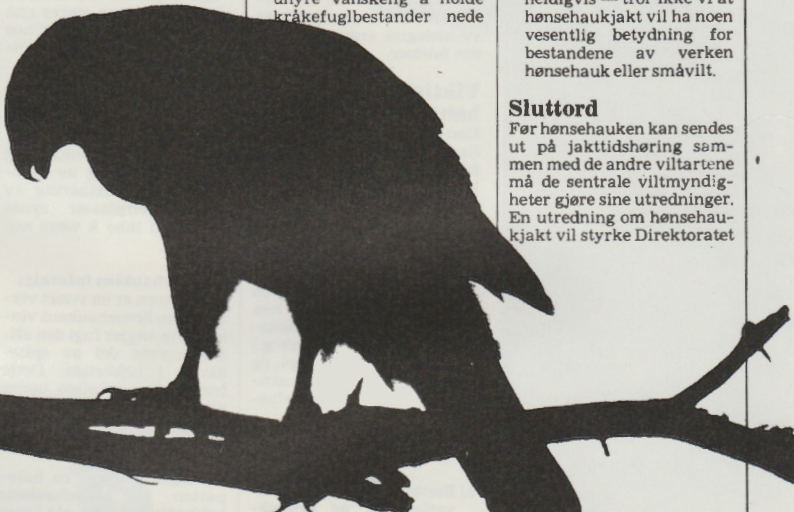 uhyre vanskelig å holde
kråkefuglbestander nede
heldigvis — tror ikke vi at
hønsehaukjakt vil ha noen
vesentlig betydning for
bestandene av verken
hønsehauk eller småvilt.
Sluttord
Før hønsehauken kan sendes
ut på jakttidshøring sam-
men med de andre viltartene
må de sentrale viltmyndig-
heter gjøre sine utredninger.
En utredning om hønsehau-
kjakt vil styrke Direktoratet